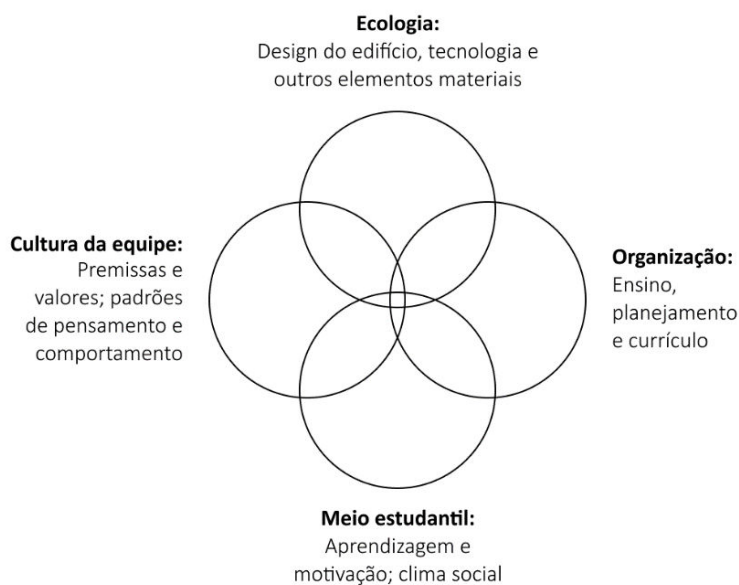 Ecologia:
Design do edifício, tecnologia e
outros elementos materiais
Cultura da equipe:
Premissas e
valores; padrões
de pensamento e
comportamento
Organização:
Ensino,
planejamento
e currículo
Meio estudantil:
Aprendizagem e
motivação; clima social